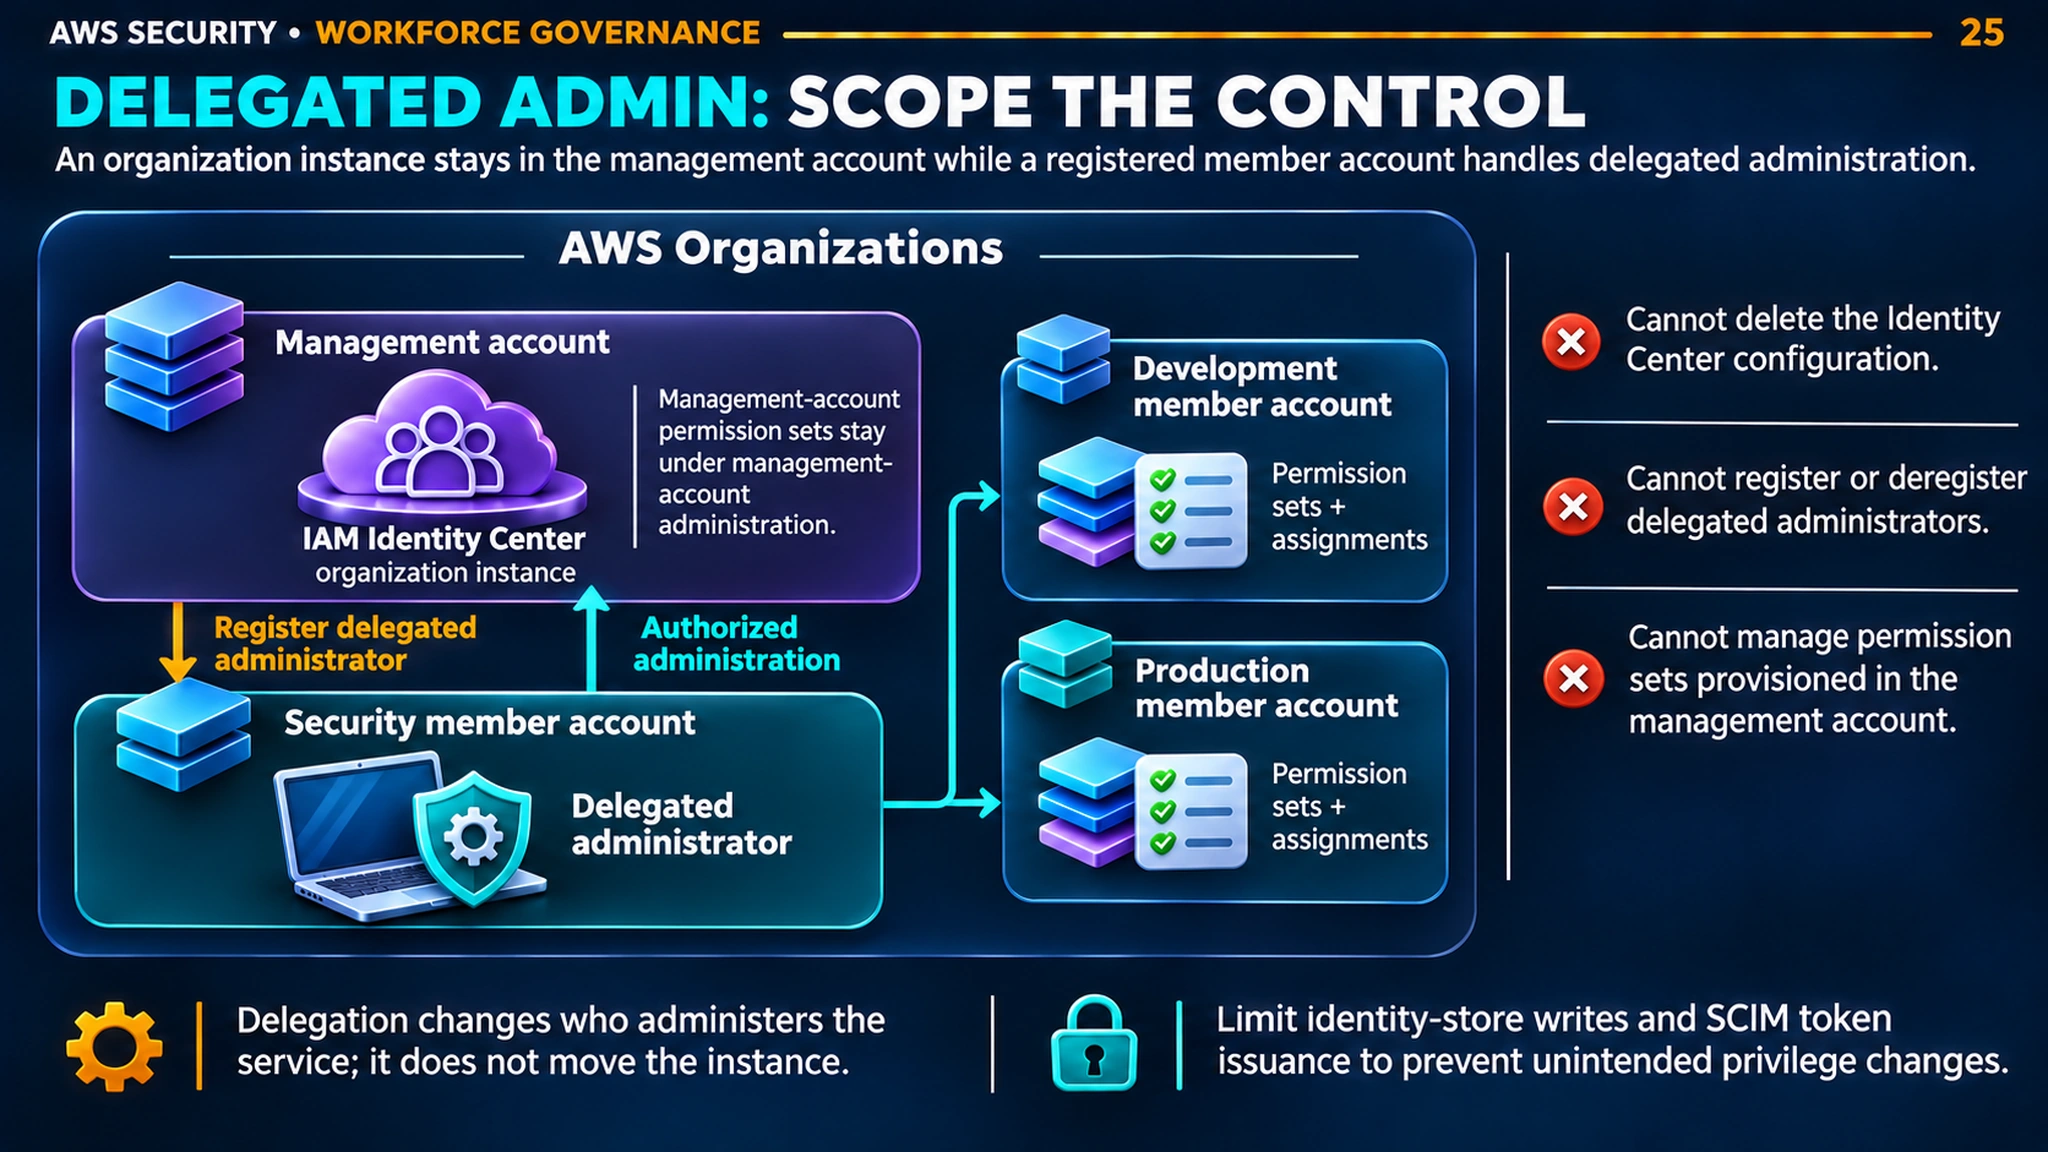 AWS SECURITY • WORKFORCE GOVERNANCE
25
DELEGATED ADMIN: SCOPE THE CONTROL
An organization instance stays in the management account while a registered member account handles delegated administration.
AWS Organizations
Management account
IAM Identity Center
organization instance
Management-account
permission sets stay
under management-
account
administration.
Register delegated
administrator
Authorized
administration
Security member account
Delegated
administrator
Development
member account
Permission
sets +
assignments
Production
member account
Permission
sets +
assignments
Cannot delete the Identity
Center configuration.
Cannot register or deregister
delegated administrators.
Cannot manage permission
sets provisioned in the
management account.
Delegation changes who administers the
service; it does not move the instance.
Limit identity-store writes and SCIM token
issuance to prevent unintended privilege changes.